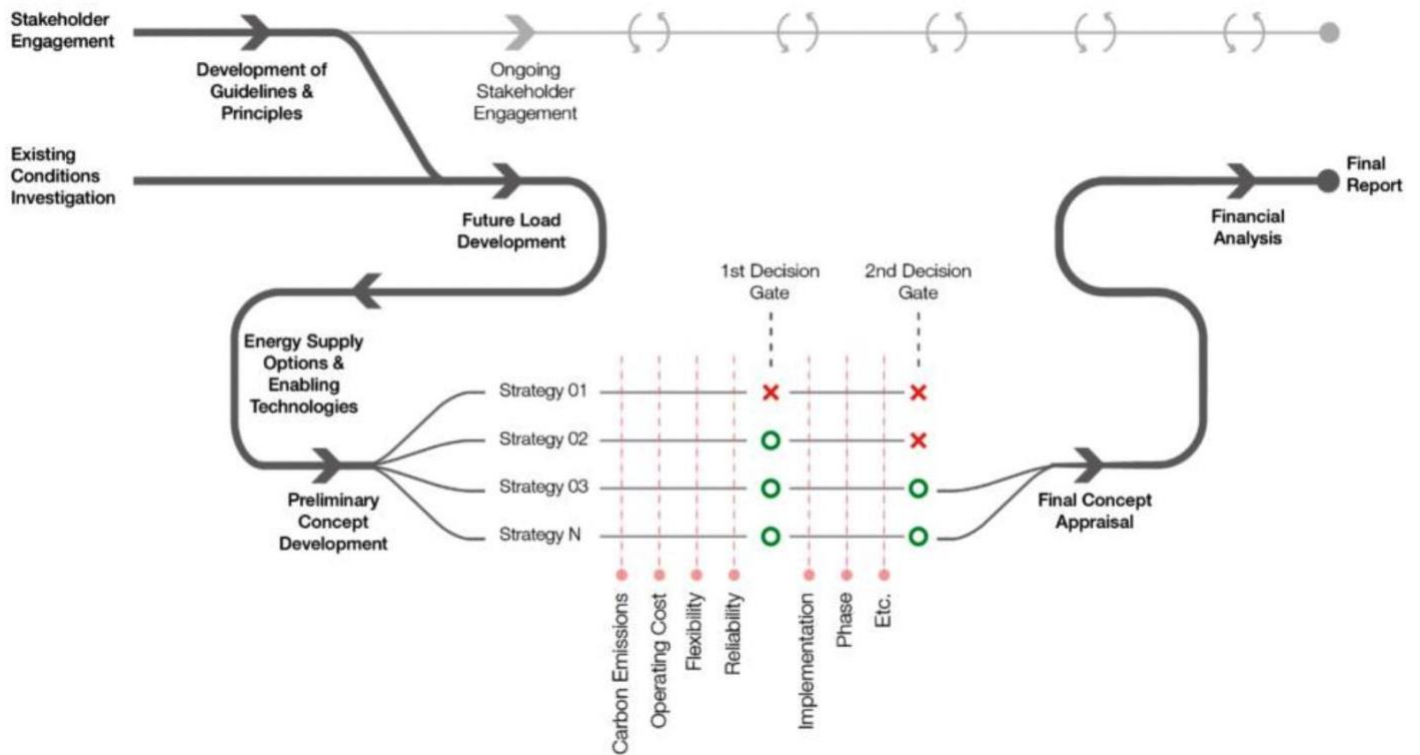 Stakeholder
Engagement
Development of
Guidelines &
Principles
Ongoing
Stakeholder
Engagement
Existing
Conditions
Investigation
Future Load
Development
Final
Report
Financial
Analysis
1st Decision
Gate
2nd Decision
Gate
Energy Supply
Options &
Enabling
Technologies
Strategy 01
Strategy 02
Strategy 03
Strategy N
Preliminary
Concept
Development
Final Concept
Appraisal
Carbon Emissions
Operating Cost
Flexibility
Reliability
Implementation
Phase
Etc.